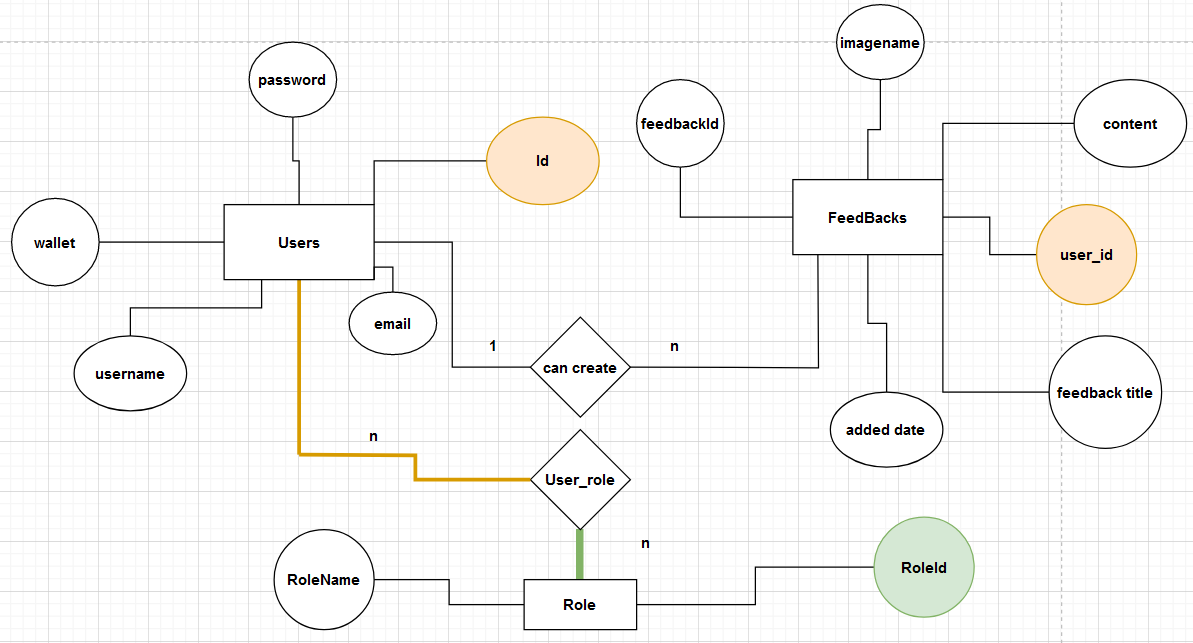 imagename
password
feedbackId
content
Id
Users
FeedBacks
wallet
user_id
email
username
1
n
can create
feedback title
added date
n
User_role
n
RoleName
RoleId
Role